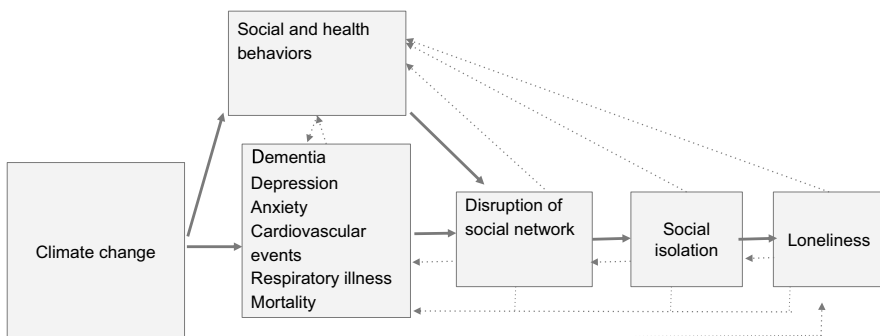 Social and health
behaviors
Climate change
Dementia
Depression
Anxiety
Cardiovascular
events
Respiratory illness
Mortality
Disruption of
social network
Social
isolation
Loneliness